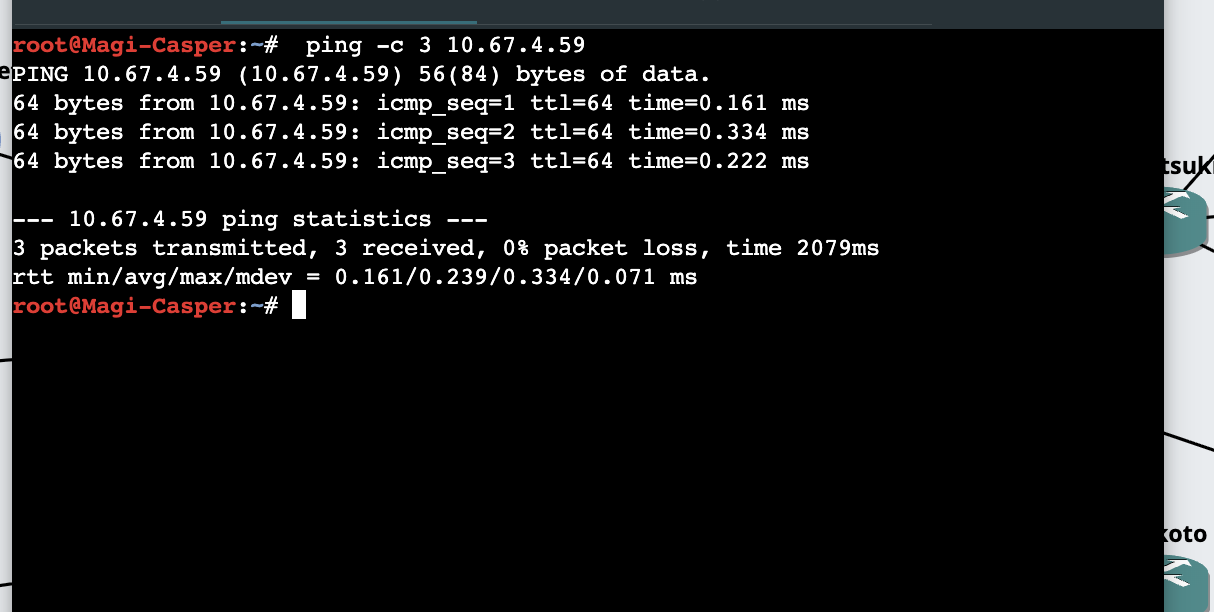 root@Magi-Casper:~#  ping -c 3 10.67.4.59
PING 10.67.4.59 (10.67.4.59) 56(84) bytes of data.
64 bytes from 10.67.4.59: icmp_seq=1 ttl=64 time=0.161 ms
64 bytes from 10.67.4.59: icmp_seq=2 ttl=64 time=0.334 ms
64 bytes from 10.67.4.59: icmp_seq=3 ttl=64 time=0.222 ms
--- 10.67.4.59 ping statistics ---
3 packets transmitted, 3 received, 0% packet loss, time 2079ms
rtt min/avg/max/mdev = 0.161/0.239/0.334/0.071 ms
root@Magi-Casper:~#